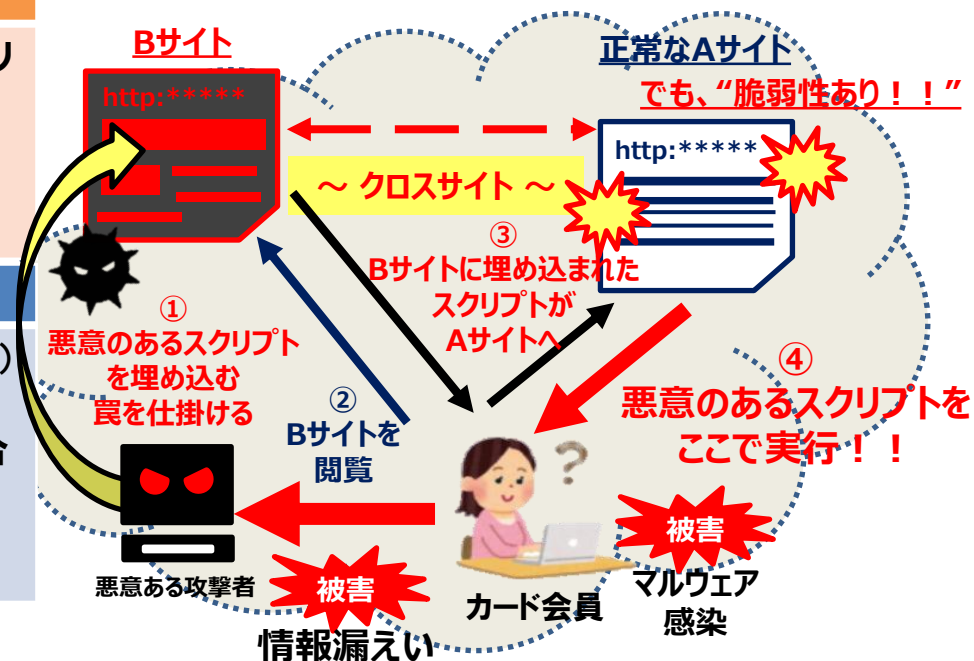 リ
)
合
Bサイト
http:*****
正常なAサイト
でも、“脆弱性あり！！”
http:*****
～ クロスサイト ～
①
悪意のあるスクリプト
を埋め込む
罠を仕掛ける
②
Bサイトを
閲覧
③
Bサイトに埋め込まれた
スクリプトが
Aサイトへ
④
悪意のあるスクリプトを
ここで実行！！
悪意ある攻撃者
被害
情報漏えい
カード会員
被害
マルウェア
感染